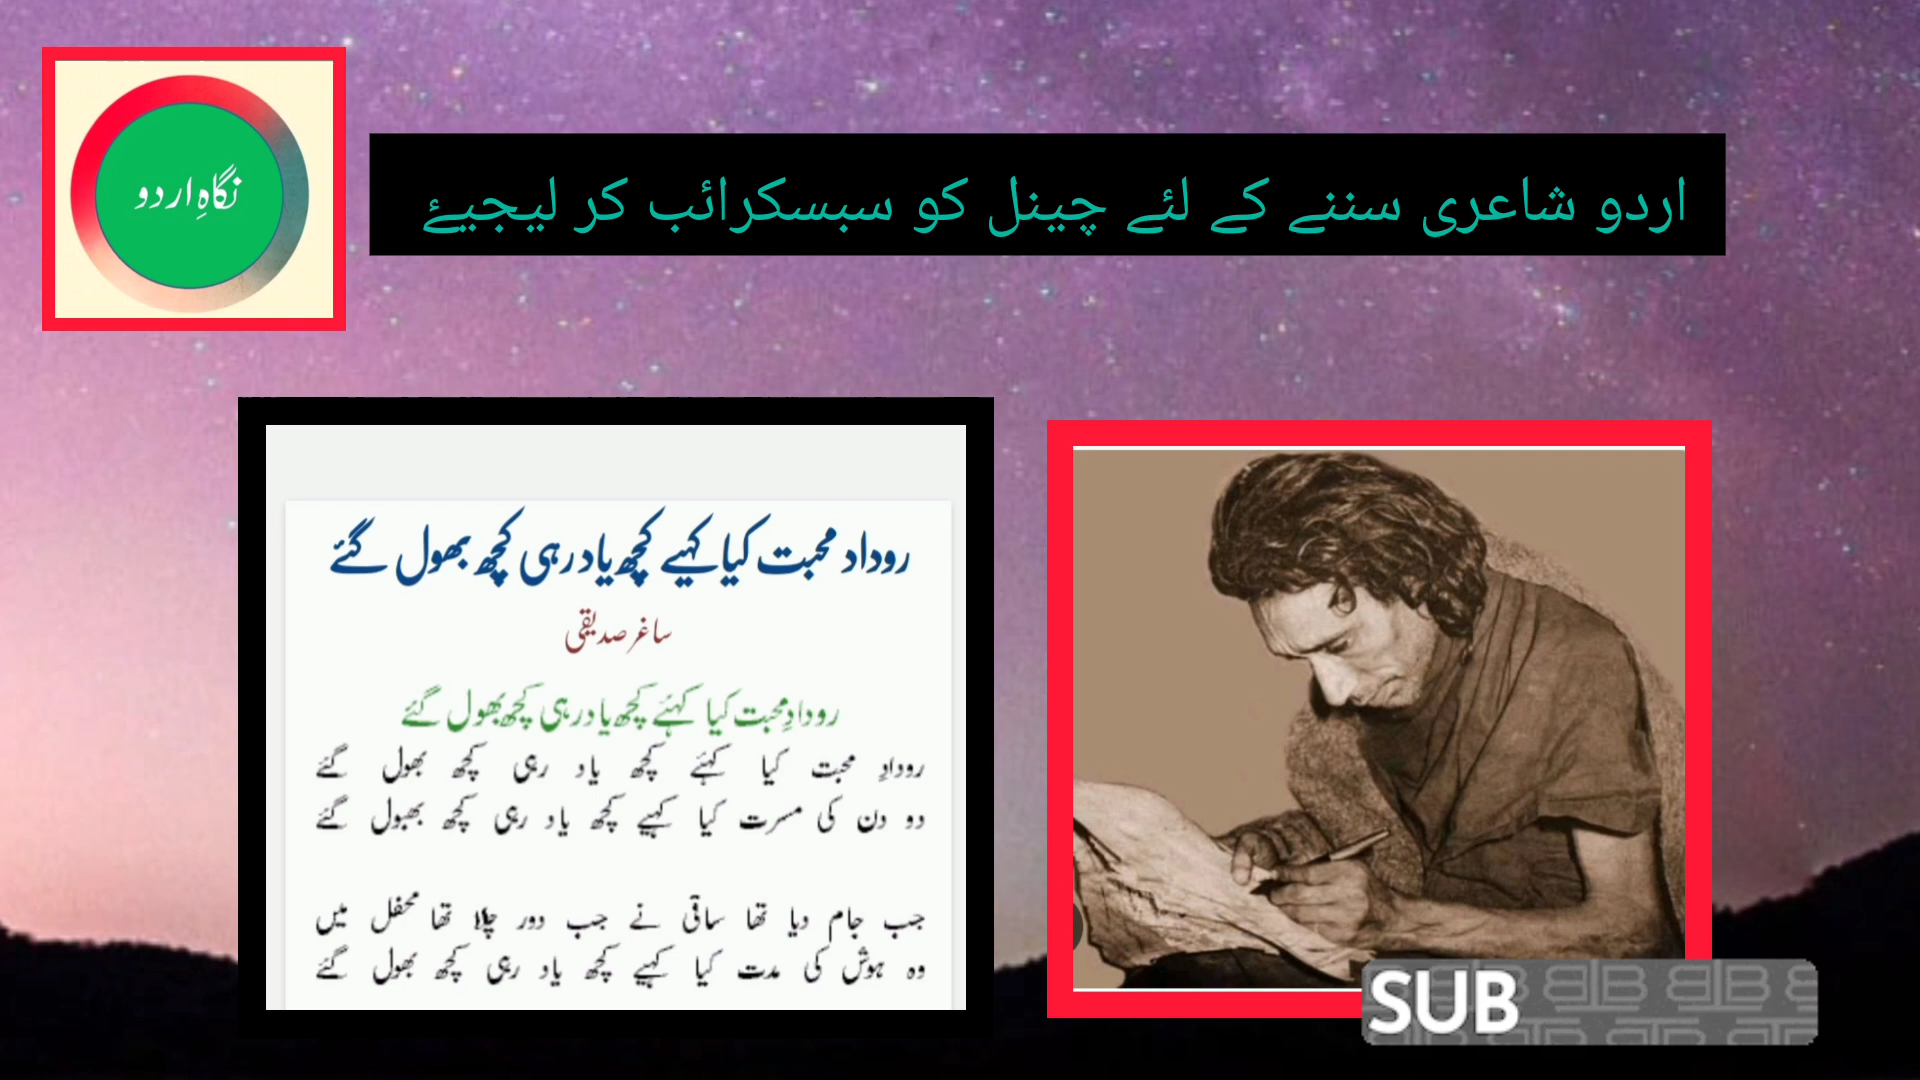 نگاہِ اردو
اردو شاعری سننے کے لئے چینل کو سبسکرائب کر لیجیۓ
روداد محبت کیا کہیے کچھ یاد رہی کچھ بھول گئے
ساغر صدیقی
رودادِ محبت کیا کہئے کچھ یاد رہی کچھ بھول گئے
رودادِ محبت کیا کہئے کچھ یاد رہی کچھ بھول گئے
دو دن کی مسرت کیا کہیے کچھ یاد رہی کچھ بھبول گئے
جب جام دیا تھا ساقی نے جب دور چلا تھا محفل میں
وہ ہوش کی مدت کیا کہیے کچھ یاد رہی کچھ بھول گئے
SUB